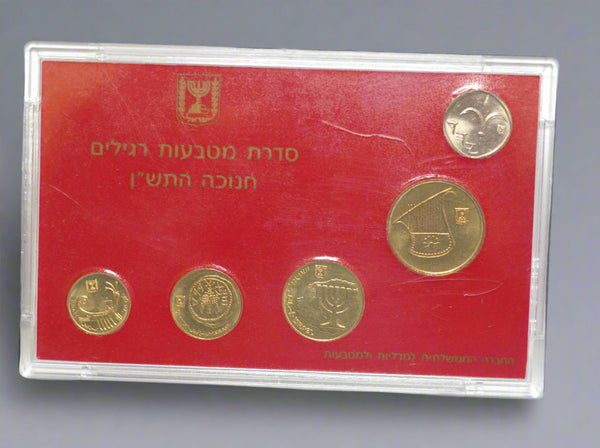 סדרת מטבעות רגילים
חנוכה התש"ן
החברה הממשלתית למדליות ולמטבעות